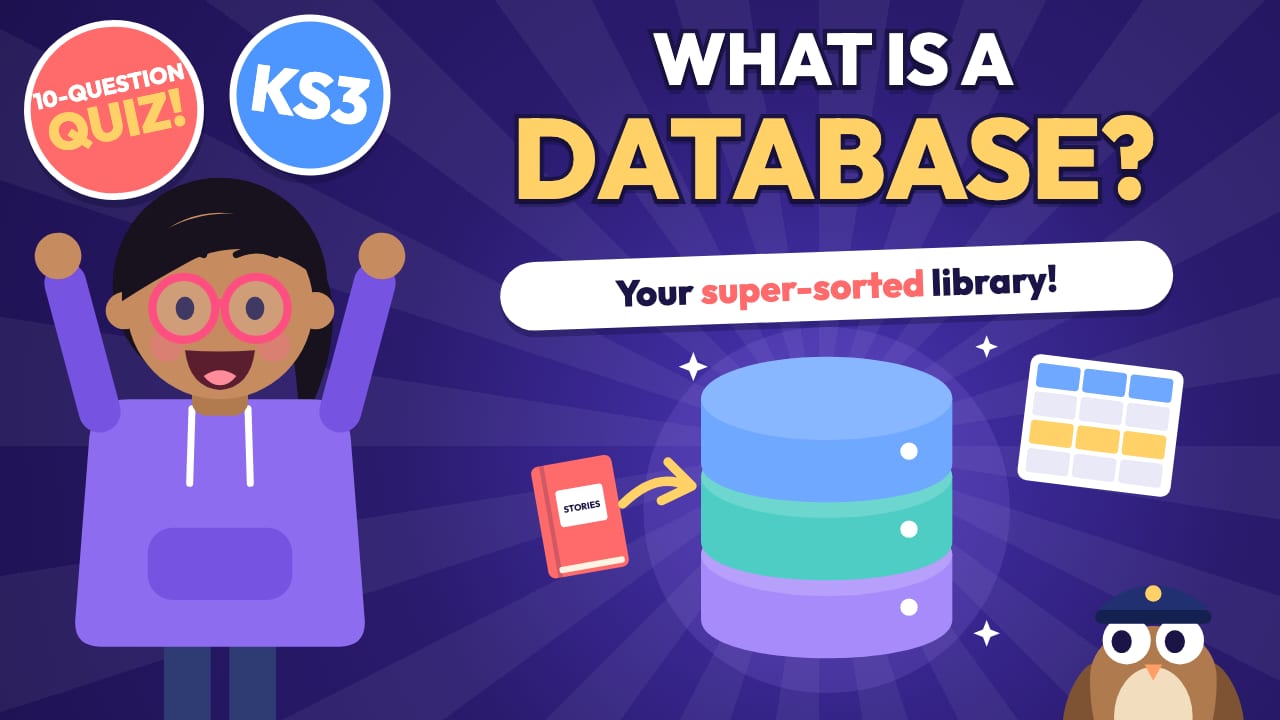 10-QUESTION
QUIZ!
KS3
WHAT IS A
DATABASE?
Your super-sorted library!
STORIES